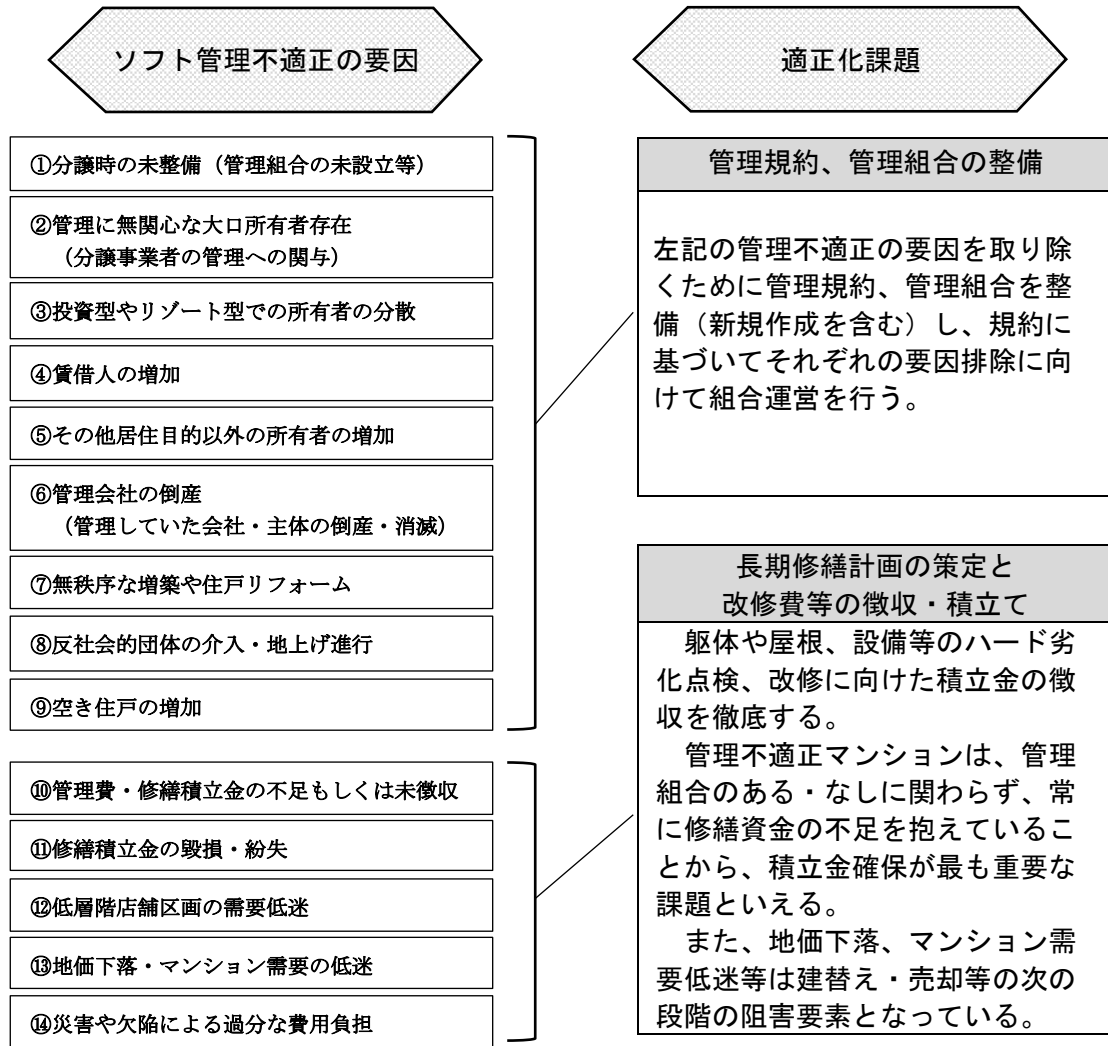 ソフト管理不適正の要因
適正化課題
①分譲時の未整備（管理組合の未設立等）
②管理に無関心な大口所有者存在
（分譲事業者の管理への関与）
③投資型やリゾート型での所有者の分散
④賃借人の増加
⑤その他居住目的以外の所有者の増加
⑥管理会社の倒産
（管理していた会社・主体の倒産・消滅）
⑦無秩序な増築や住戸リフォーム
⑧反社会的団体の介入・地上げ進行
⑨空き住戸の増加
管理規約、管理組合の整備
左記の管理不適正の要因を取り除
くために管理規約、管理組合を整
備（新規作成を含む）し、規約に
基づいてそれぞれの要因排除に向
けて組合運営を行う。
⑩管理費・修繕積立金の不足もしくは未徴収
⑪修繕積立金の毀損・紛失
⑫低層階店舗区画の需要低迷
⑬地価下落・マンション需要の低迷
⑭災害や欠陥による過分な費用負担
長期修繕計画の策定と
改修費等の徴収・積立て
躯体や屋根、設備等のハード劣
化点検、改修に向けた積立金の徴
収を徹底する。
管理不適正マンションは、管理
組合のある・なしに関わらず、常
に修繕資金の不足を抱えているこ
とから、積立金確保が最も重要な
課題といえる。
また、地価下落、マンション需
要低迷等は建替え・売却等の次の
段階の阻害要素となっている。